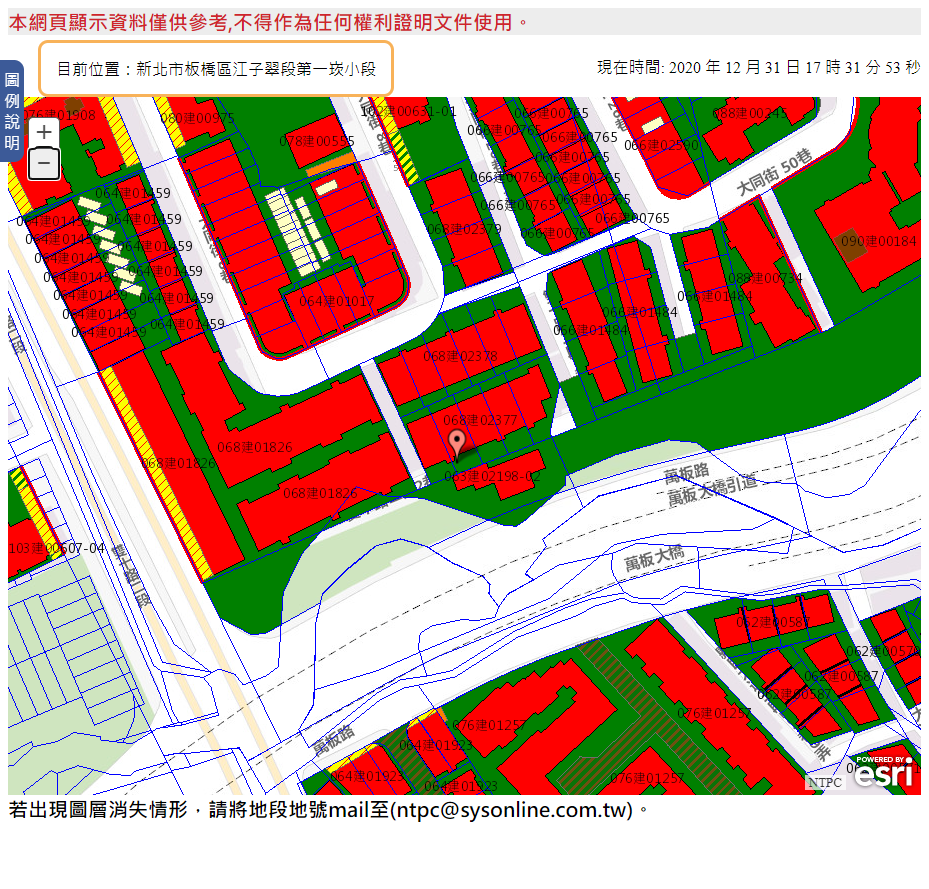 本網頁顯示資料僅供參考,不得作為任何權利證明文件使用。
目前位置：新北市板橋區江子翠段第一崁小段
現在時間: 2020 年 12 月 31 日 17 時 31 分 53 秒
圖例說明
+
−
080建00975
102建00631-01
066建00765
088建00245
078建00555
066建00765
066建00765
066建02590
066建00765
066建00765
066建00765
大同街 50巷
064建01459
066建00765
066建00765
064建01459
064建01459
066建00765
068建02379
066建00765
064建01459
064建01459
090建00184
064建01459
064建01459
064建01459
088建00734
064建01459
064建01459
064建01017
066建01484
064建01459
066建01484
064建01459
064建01459
066建01484
068建02378
068建02377
068建01826
068建01826
063建02198-02
萬板路
068建01826
萬板大橋引道
103建00607-04
萬板大橋
062建00587
062建00570
062建00587
062建00587
076建01257
076建01257
萬板路
064建01923
064建01923
076建01257
064建01923
NTPC
POWERED BY
esri
若出現圖層消失情形，請將地段地號mail至(ntpc@sysonline.com.tw)。